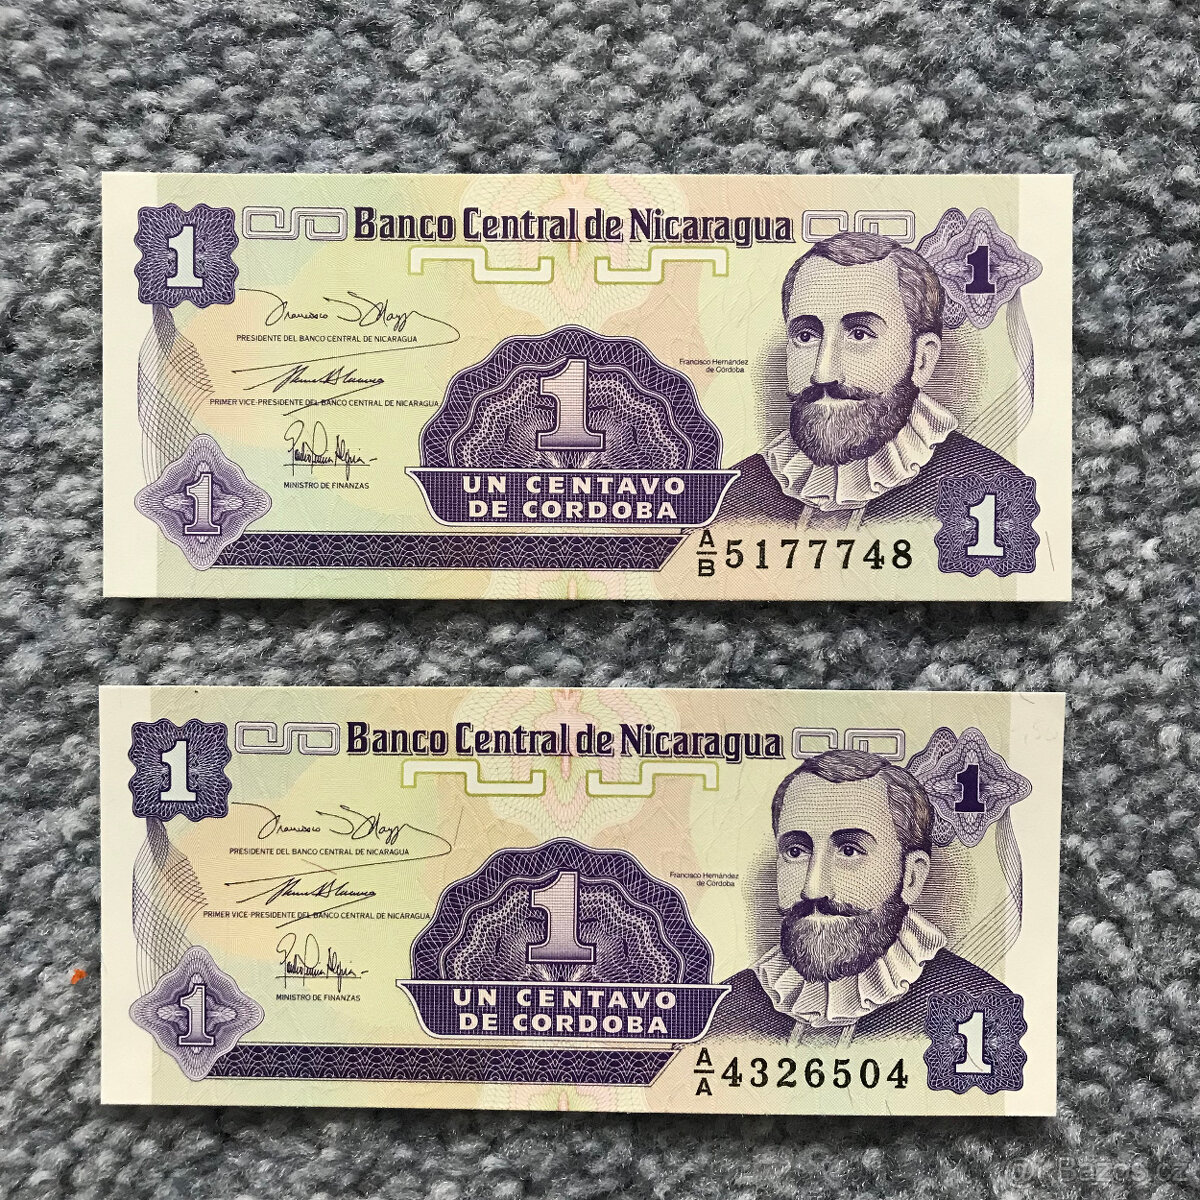 Banco Central de Nicaragua
1
1
PRESIDENTE DEL BANCO CENTRAL DE NICARAGUA
Francisco Hernández
de Córdoba
PRIMER VICE-PRESIDENTE DEL BANCO CENTRAL DE NICARAGUA
1
MINISTRO DE FINANZAS
1
UN CENTAVO
DE CORDOBA
1
A/B 5177748
Banco Central de Nicaragua
1
1
PRESIDENTE DEL BANCO CENTRAL DE NICARAGUA
Francisco Hernández
de Córdoba
PRIMER VICE-PRESIDENTE DEL BANCO CENTRAL DE NICARAGUA
1
MINISTRO DE FINANZAS
1
UN CENTAVO
DE CORDOBA
1
A/A 4326504
Bazos.cz